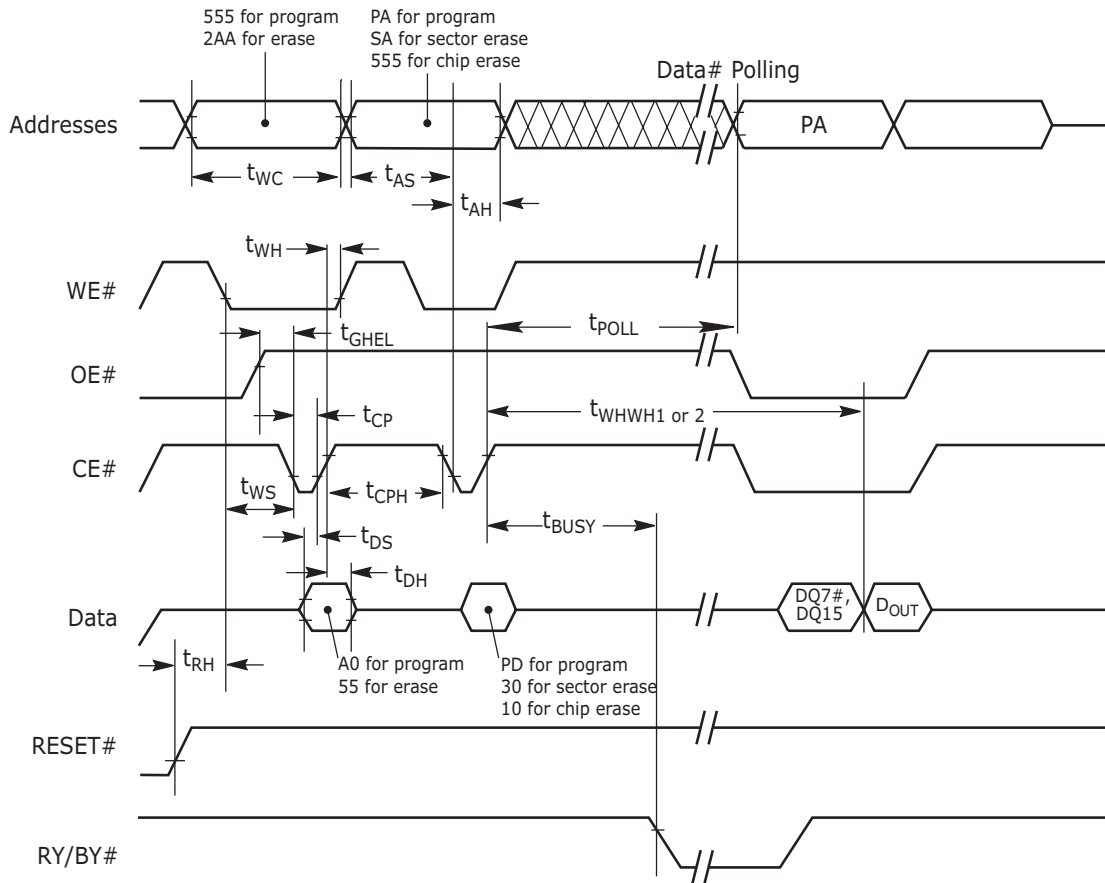 555 for program
2AA for erase
PA for program
SA for sector erase
555 for chip erase
Data# Polling
Addresses
PA
tWC
tAS
tAH
tWH
WE#
tGHEL
tPOLL
OE#
tCP
tWHWH1 or 2
CE#
tWS
tCPH
tBUSY
tDS
tDH
Data
DQ7#,
DQ15
DOUT
tRH
A0 for program
55 for erase
PD for program
30 for sector erase
10 for chip erase
RESET#
RY/BY#